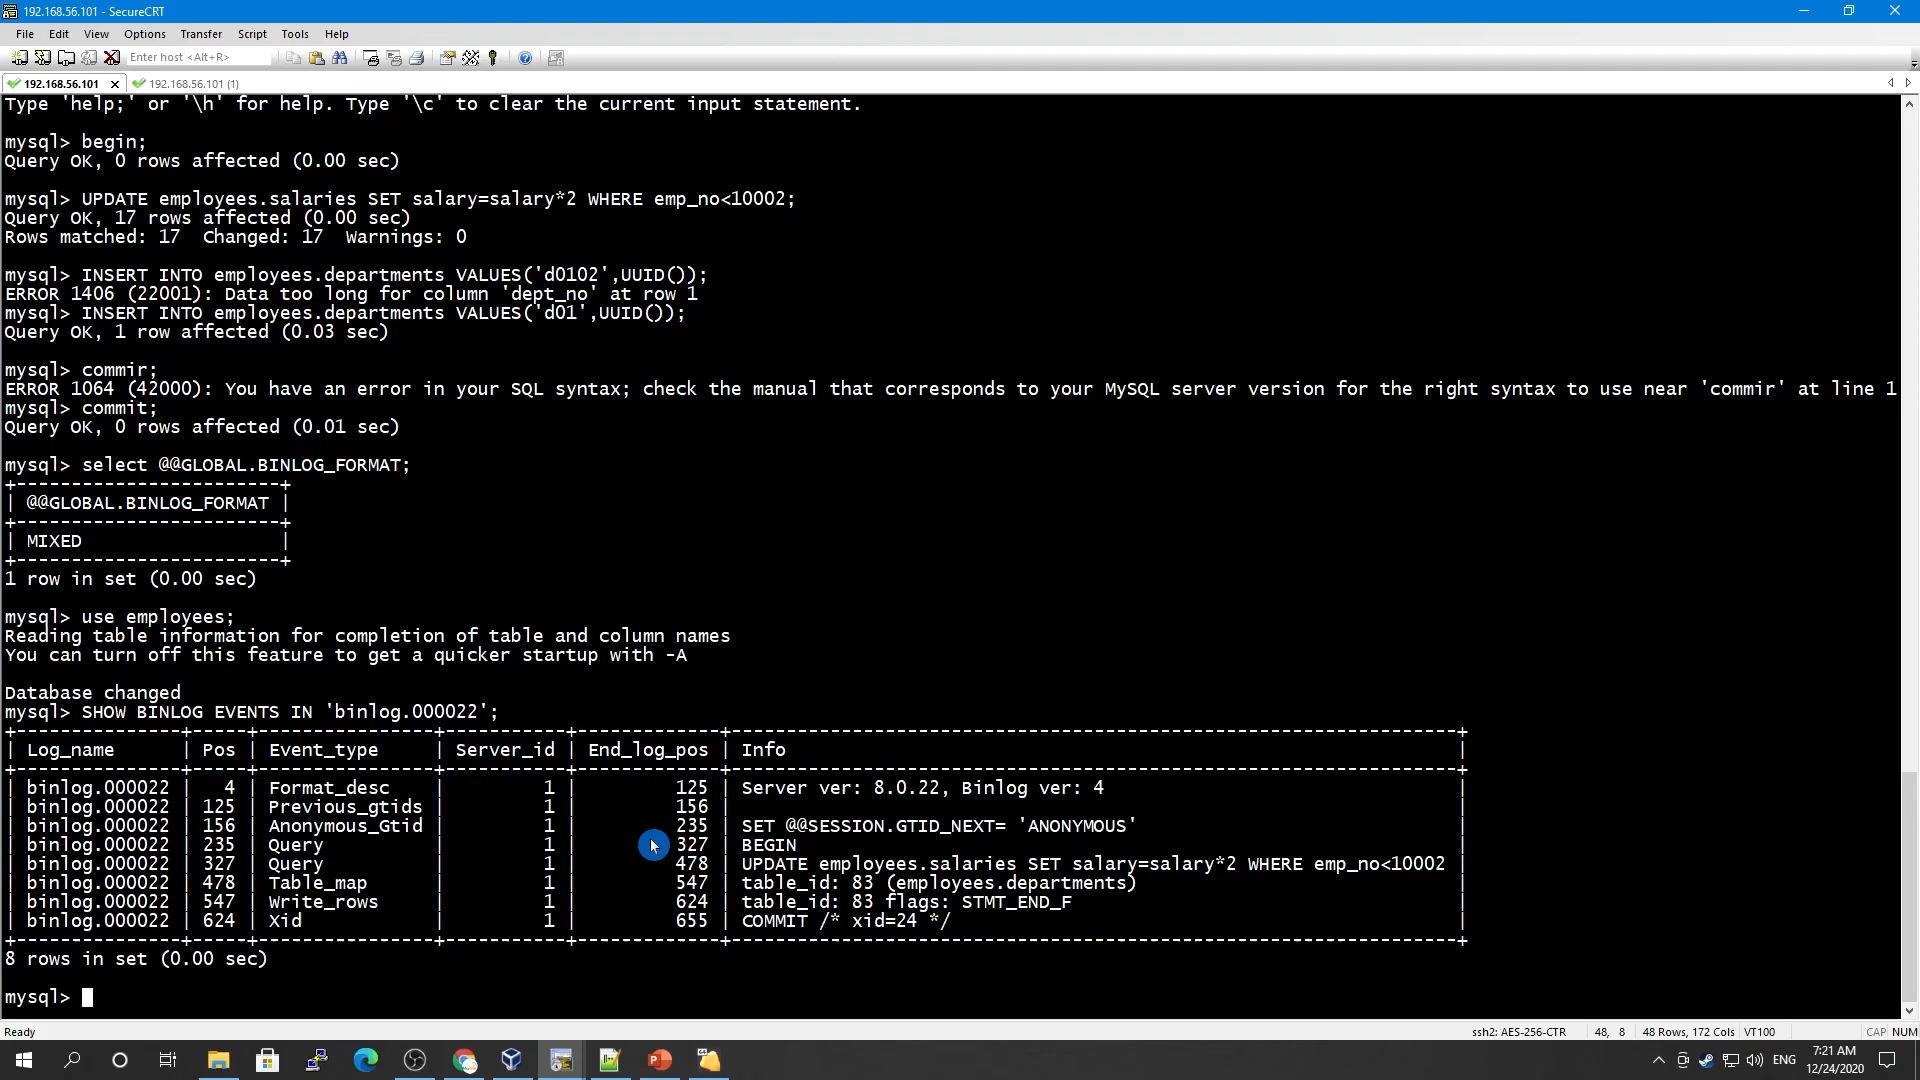 192.168.56.101 - SecureCRT
File Edit View Options Transfer Script Tools Help
Enter host <Alt+R>
192.168.56.101 192.168.56.101 (1)
Type 'help;' or '\h' for help. Type '\c' to clear the current input statement.
mysql> begin;
Query OK, 0 rows affected (0.00 sec)
mysql> UPDATE employees.salaries SET salary=salary*2 WHERE emp_no<10002;
Query OK, 17 rows affected (0.00 sec)
Rows matched: 17  Changed: 17  Warnings: 0
mysql> INSERT INTO employees.departments VALUES('d0102',UUID());
ERROR 1406 (22001): Data too long for column 'dept_no' at row 1
mysql> INSERT INTO employees.departments VALUES('d01',UUID());
Query OK, 1 row affected (0.03 sec)
mysql> commir;
ERROR 1064 (42000): You have an error in your SQL syntax; check the manual that corresponds to your MySQL server version for the right syntax to use near 'commir' at line 1
mysql> commit;
Query OK, 0 rows affected (0.01 sec)
mysql> select @@GLOBAL.BINLOG_FORMAT;
+------------------------+
| @@GLOBAL.BINLOG_FORMAT |
+------------------------+
| MIXED                  |
+------------------------+
1 row in set (0.00 sec)
mysql> use employees;
Reading table information for completion of table and column names
You can turn off this feature to get a quicker startup with -A
Database changed
mysql> SHOW BINLOG EVENTS IN 'binlog.000022';
+---------------+-----+----------------+-----------+-------------+------------------------------------------------------------------+
| Log_name      | Pos | Event_type     | Server_id | End_log_pos | Info                                                             |
+---------------+-----+----------------+-----------+-------------+------------------------------------------------------------------+
| binlog.000022 |   4 | Format_desc    |         1 |         125 | Server ver: 8.0.22, Binlog ver: 4                                |
| binlog.000022 | 125 | Previous_gtids |         1 |         156 |                                                                  |
| binlog.000022 | 156 | Anonymous_Gtid |         1 |         235 | SET @@SESSION.GTID_NEXT= 'ANONYMOUS'                             |
| binlog.000022 | 235 | Query          |         1 |         327 | BEGIN                                                            |
| binlog.000022 | 327 | Query          |         1 |         478 | UPDATE employees.salaries SET salary=salary*2 WHERE emp_no<10002 |
| binlog.000022 | 478 | Table_map      |         1 |         547 | table_id: 83 (employees.departments)                             |
| binlog.000022 | 547 | Write_rows     |         1 |         624 | table_id: 83 flags: STMT_END_F                                   |
| binlog.000022 | 624 | Xid            |         1 |         655 | COMMIT /* xid=24 */                                              |
+---------------+-----+----------------+-----------+-------------+------------------------------------------------------------------+
8 rows in set (0.00 sec)
mysql>
Ready ssh2: AES-256-CTR 48, 8 48 Rows, 172 Cols VT100 CAP NUM
ENG 7:21 AM
12/24/2020